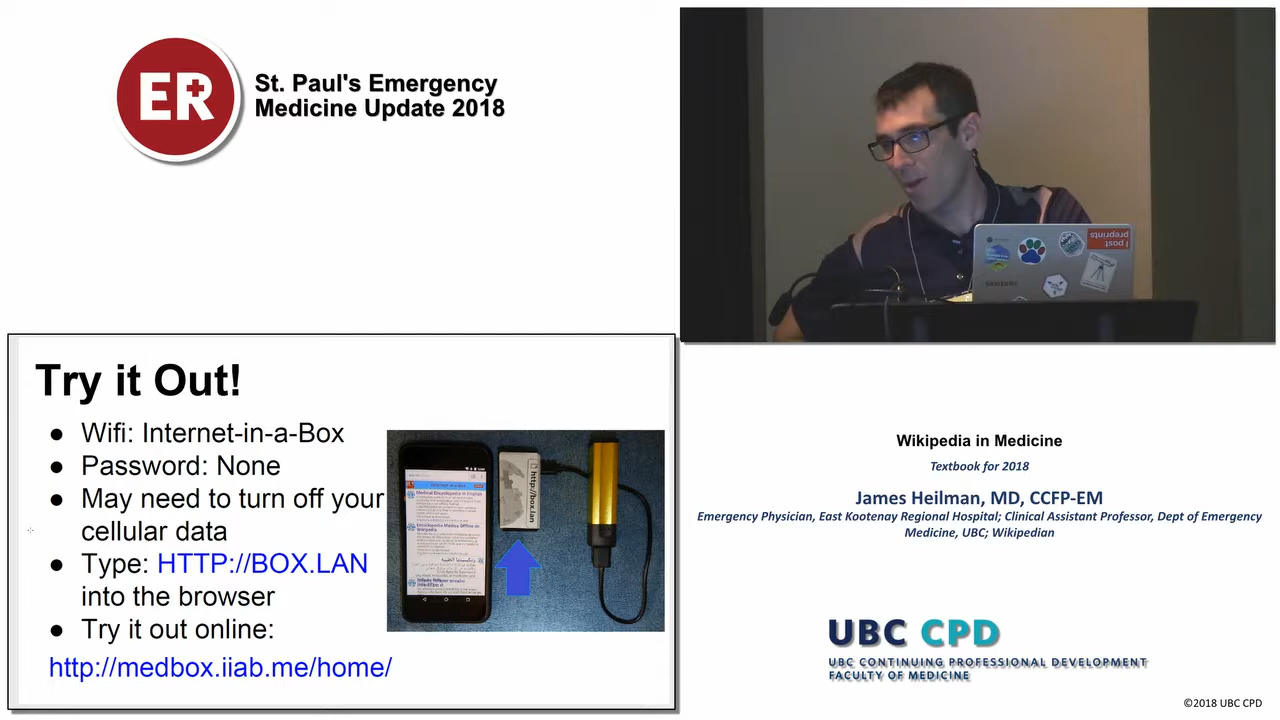 ER
St. Paul's Emergency
Medicine Update 2018
I post
preprints
SAMSUNG
Try it Out!
● Wifi: Internet-in-a-Box
● Password: None
● May need to turn off your
cellular data
● Type: HTTP://BOX.LAN
into the browser
● Try it out online:
http://medbox.iiab.me/home/
Medical Encyclopedia in English
http://box.lan
Wikipedia in Medicine
Textbook for 2018
James Heilman, MD, CCFP-EM
Emergency Physician, East Kootenay Regional Hospital; Clinical Assistant Professor, Dept of Emergency
Medicine, UBC; Wikipedian
UBC CPD
UBC CONTINUING PROFESSIONAL DEVELOPMENT
FACULTY OF MEDICINE
©2018 UBC CPD